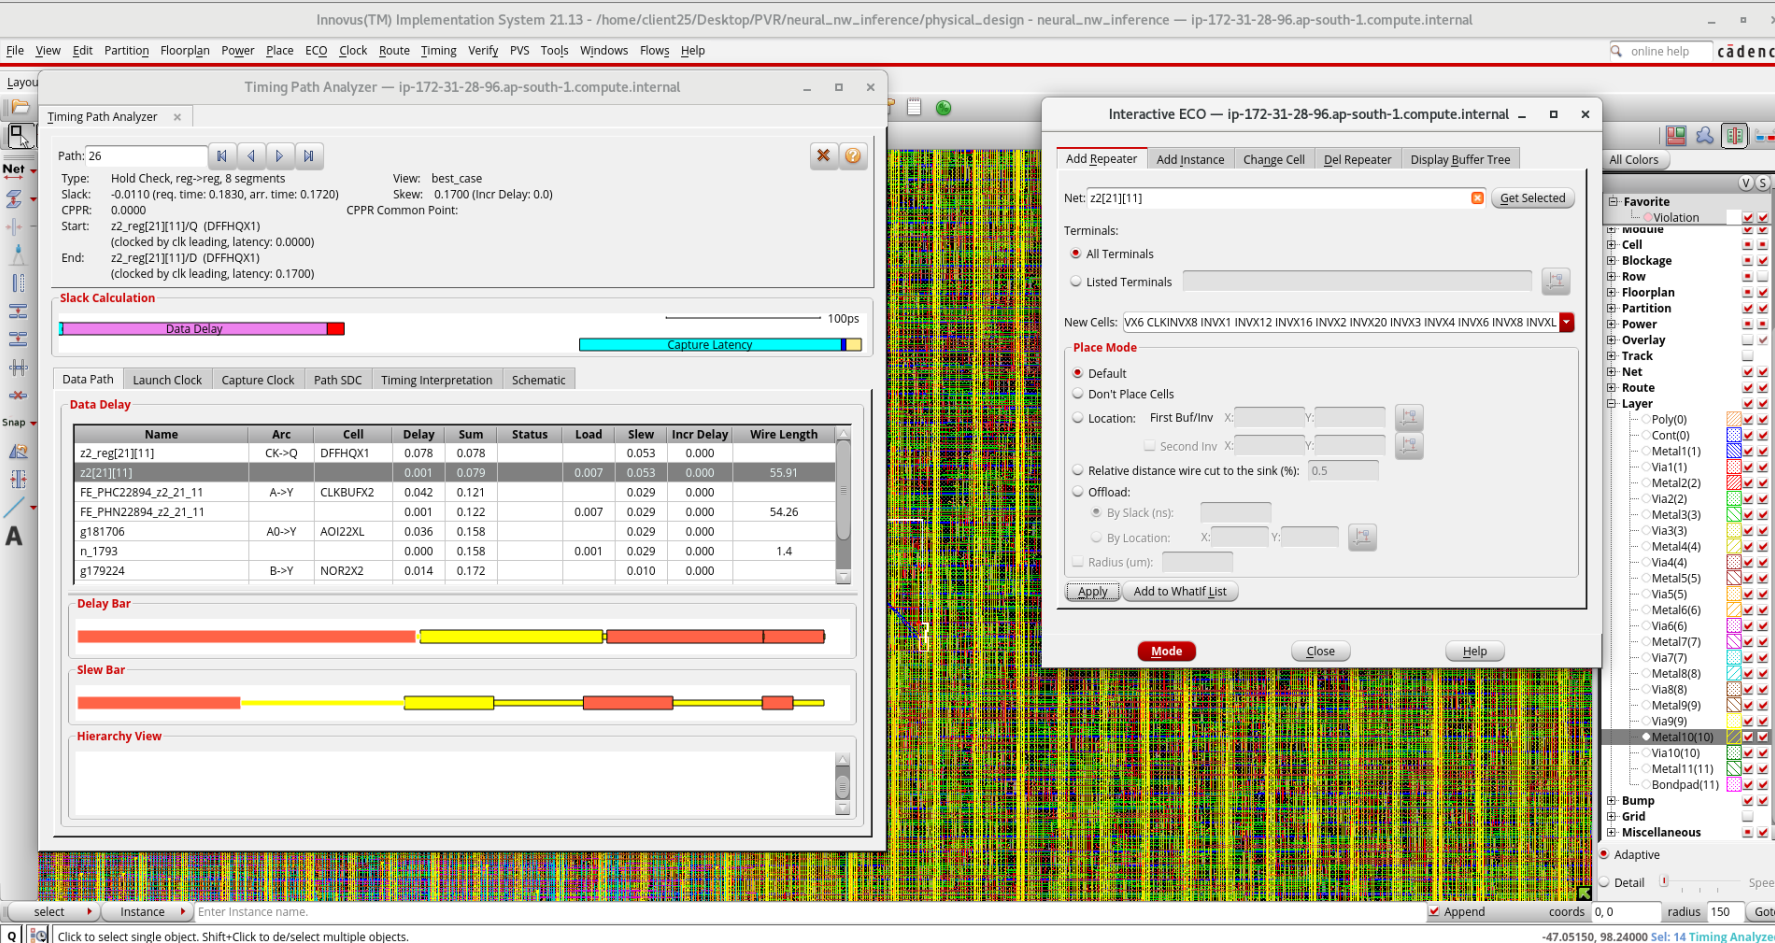 Innovus(TM) Implementation System 21.13 - /home/client25/Desktop/PVR/neural_nw_inference/physical_design - neural_nw_inference — ip-172-31-28-96.ap-south-1.compute.internal
File View Edit Partition Floorplan Power Place ECO Clock Route Timing Verify PVS Tools Windows Flows Help
online help
cādenc
Layou
Timing Path Analyzer — ip-172-31-28-96.ap-south-1.compute.internal
Timing Path Analyzer
Path: 26
Type: Hold Check, reg->reg, 8 segments View: best_case
Slack: -0.0110 (req. time: 0.1830, arr. time: 0.1720) Skew: 0.1700 (Incr Delay: 0.0)
CPPR: 0.0000 CPPR Common Point:
Start: z2_reg[21][11]/Q (DFFHQX1)
(clocked by clk leading, latency: 0.0000)
End: z2_reg[21][11]/D (DFFHQX1)
(clocked by clk leading, latency: 0.1700)
Slack Calculation
100ps
Data Delay
Capture Latency
Data Path Launch Clock Capture Clock Path SDC Timing Interpretation Schematic
Data Delay
Name Arc Cell Delay Sum Status Load Slew Incr Delay Wire Length
z2_reg[21][11] CK->Q DFFHQX1 0.078 0.078 0.053 0.000
z2[21][11] 0.001 0.079 0.007 0.053 0.000 55.91
FE_PHC22894_z2_21_11 A->Y CLKBUFX2 0.042 0.121 0.029 0.000
FE_PHN22894_z2_21_11 0.001 0.122 0.007 0.029 0.000 54.26
g181706 A0->Y AOI22XL 0.036 0.158 0.029 0.000
n_1793 0.000 0.158 0.001 0.029 0.000 1.4
g179224 B->Y NOR2X2 0.014 0.172 0.010 0.000
Delay Bar
Slew Bar
Hierarchy View
Net
Snap
A
Interactive ECO — ip-172-31-28-96.ap-south-1.compute.internal
Add Repeater Add Instance Change Cell Del Repeater Display Buffer Tree
Net: z2[21][11] Get Selected
Terminals:
All Terminals
Listed Terminals
New Cells: VX6 CLKINVX8 INVX1 INVX12 INVX16 INVX2 INVX20 INVX3 INVX4 INVX6 INVX8 INVXL
Place Mode
Default
Don't Place Cells
Location: First Buf/Inv X: Y:
Second Inv X: Y:
Relative distance wire cut to the sink (%): 0.5
Offload:
By Slack (ns):
By Location: X: Y:
Radius (um):
Apply Add to WhatIf List
Mode Close Help
All Colors
V S
Favorite
Violation
Module
Cell
Blockage
Row
Floorplan
Partition
Power
Overlay
Track
Net
Route
Layer
Poly(0)
Cont(0)
Metal1(1)
Via1(1)
Metal2(2)
Via2(2)
Metal3(3)
Via3(3)
Metal4(4)
Via4(4)
Metal5(5)
Via5(5)
Metal6(6)
Via6(6)
Metal7(7)
Via7(7)
Metal8(8)
Via8(8)
Metal9(9)
Via9(9)
Metal10(10)
Via10(10)
Metal11(11)
Bondpad(11)
Bump
Grid
Miscellaneous
Adaptive
Detail Spee
select Instance Enter Instance name. Append coords 0, 0 radius 150 Got
Q Click to select single object. Shift+Click to de/select multiple objects. -47.05150, 98.24000 Sel: 14 Timing Analyze